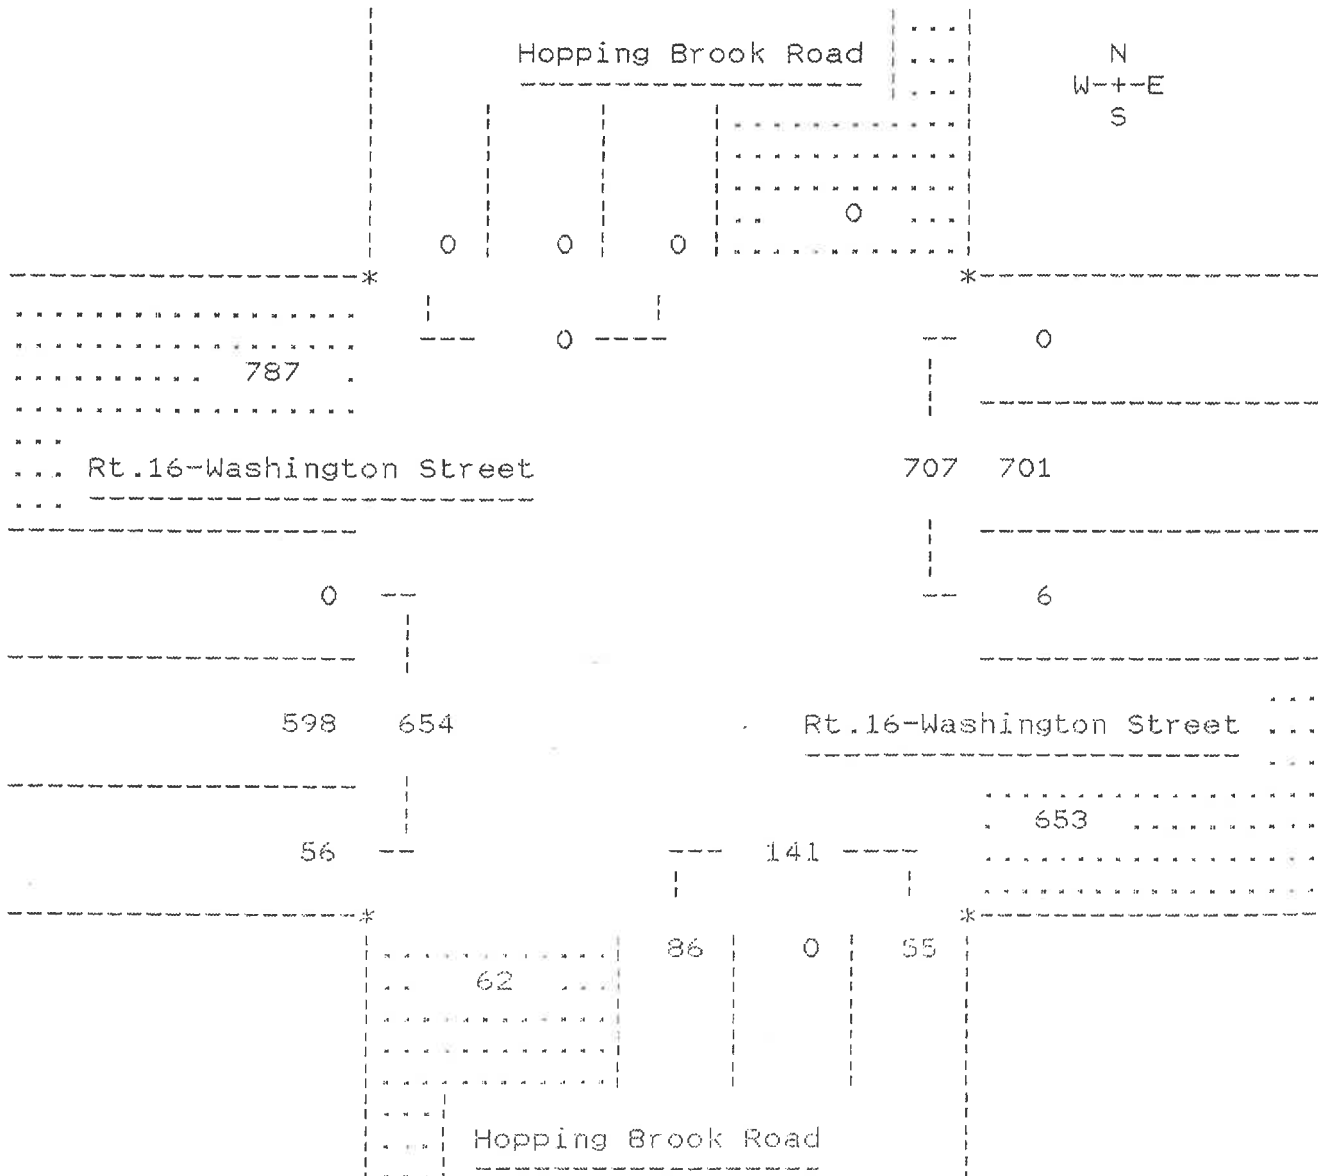 Hopping Brook Road
N
W-+-E
S
0
0 0 0
0 0
787
Rt.16-Washington Street 707 701
0 6
598 654 Rt.16-Washington Street
653
56 141
86 0 55
62
Hopping Brook Road